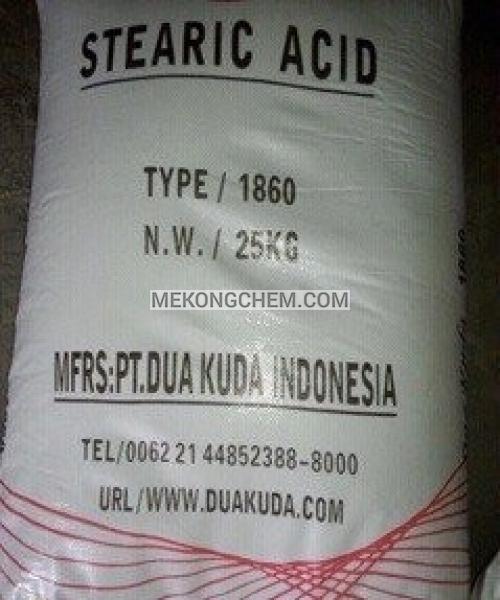 STEARIC ACID
TYPE / 1860
N.W. / 25KG
MEKONGCHEM.COM
MFRS:PT.DUA KUDA INDONESIA
TEL/0062 21 44852388-8000
URL/WWW.DUAKUDA.COM